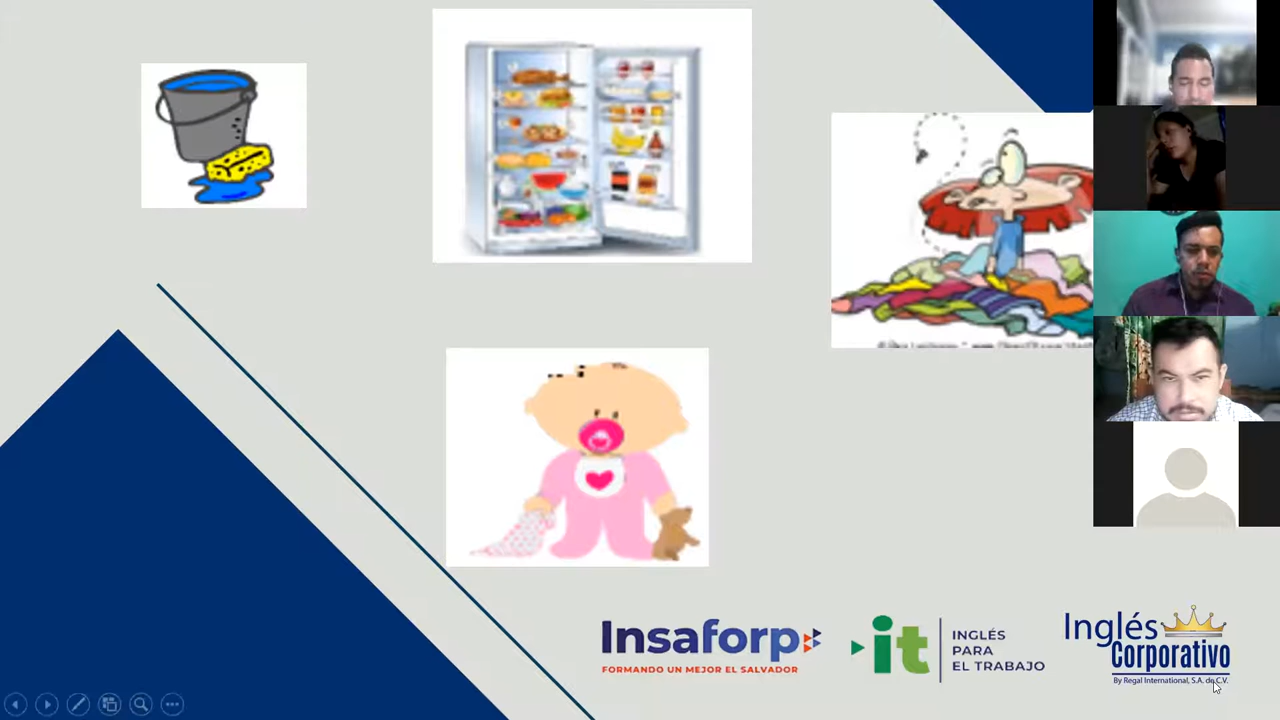 Insaforp
FORMANDO UN MEJOR EL SALVADOR
it
INGLÉS
PARA
EL TRABAJO
Inglés
Corporativo
By Regal International, S.A. de C.V.